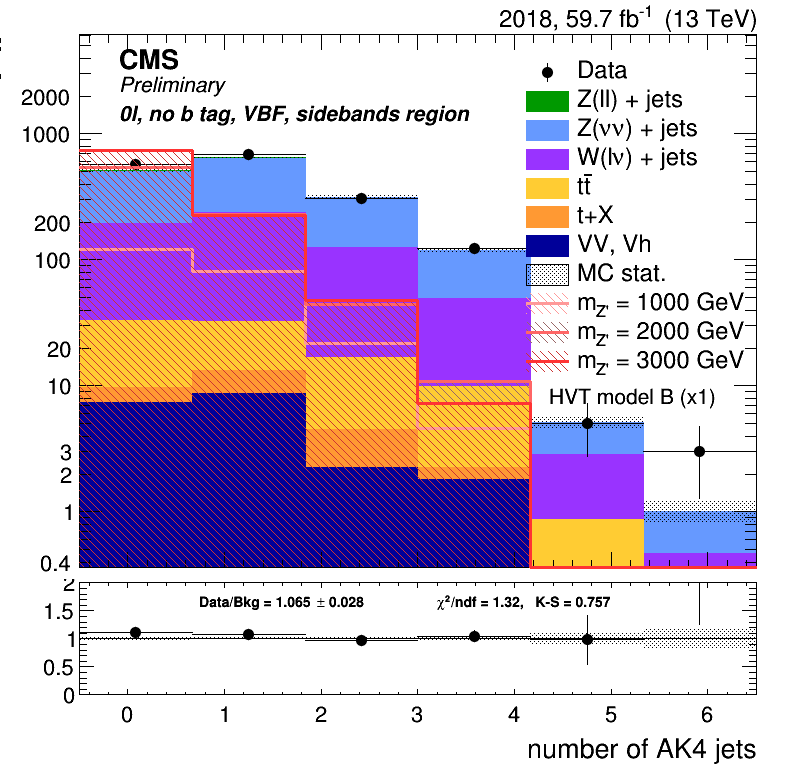 2018, 59.7 fb⁻¹ (13 TeV)
CMS
Preliminary
0l, no b tag, VBF, sidebands region
Data
Z(ll) + jets
Z(νν) + jets
W(lν) + jets
tt̄
t+X
VV, Vh
MC stat.
m_Z' = 1000 GeV
m_Z' = 2000 GeV
m_Z' = 3000 GeV
HVT model B (x1)
2000
1000
200
100
20
10
3
2
1
0.4
Data/Bkg = 1.065 ± 0.028
χ²/ndf = 1.32, K-S = 0.757
2
1.5
1
0.5
0
0 1 2 3 4 5 6
number of AK4 jets